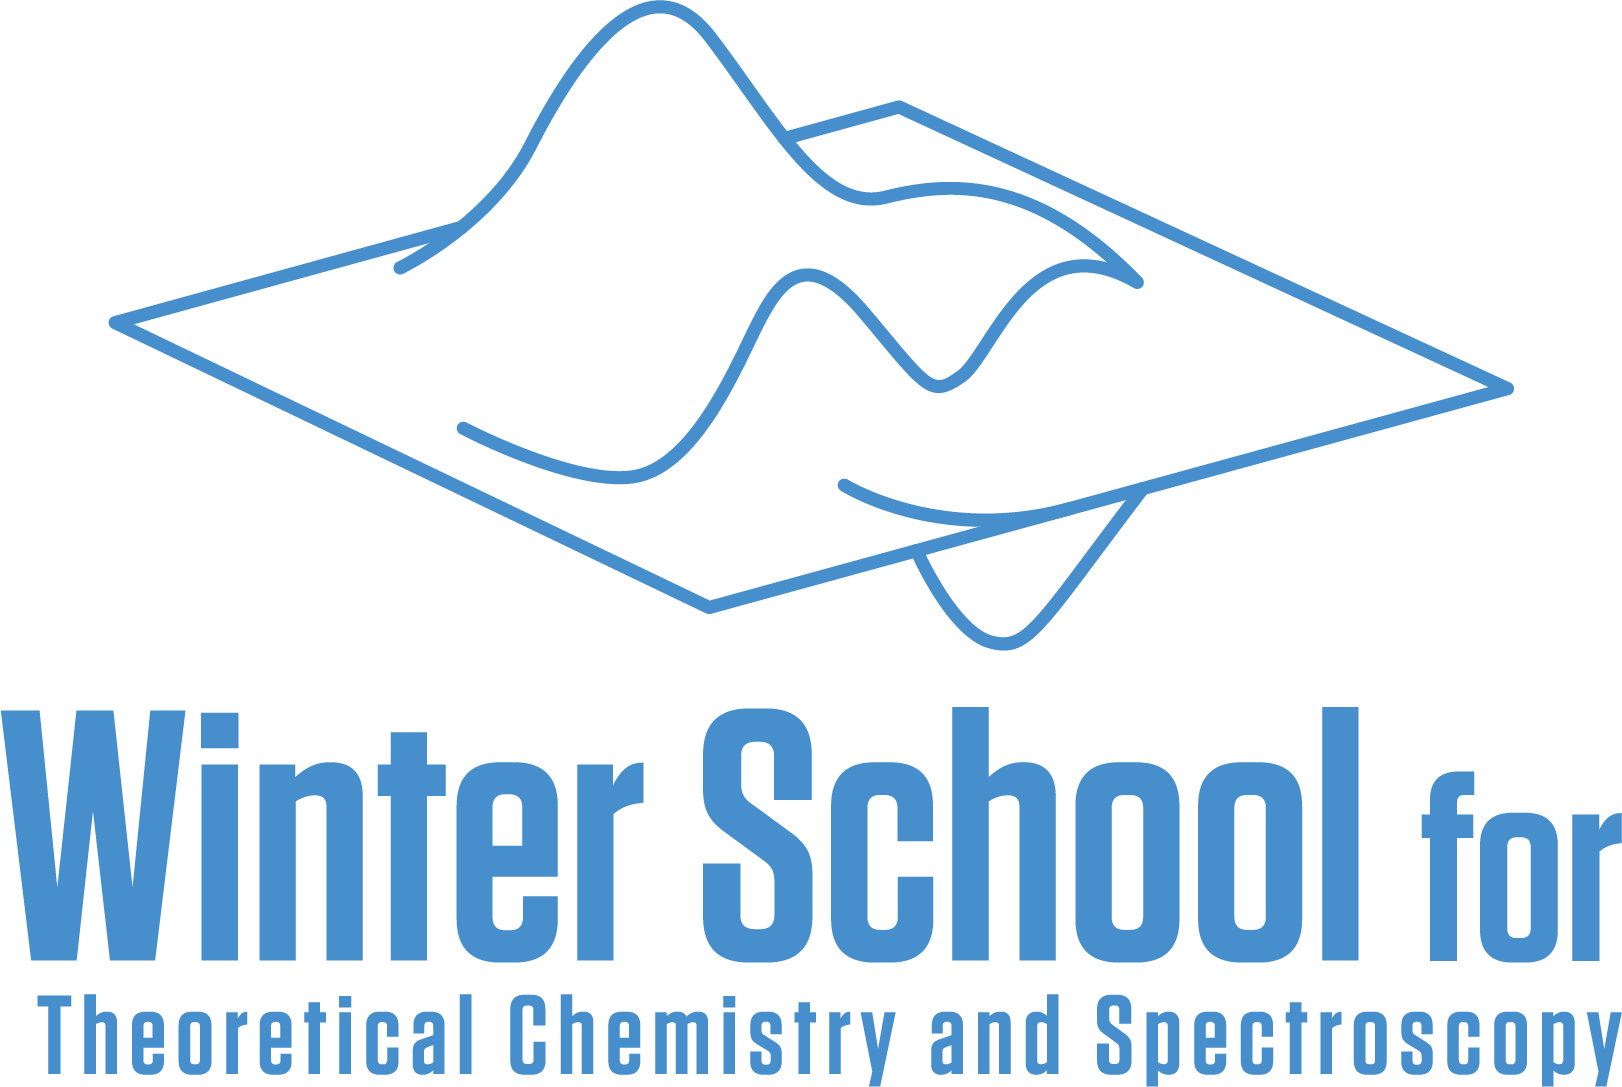 Winter School for
Theoretical Chemistry and Spectroscopy